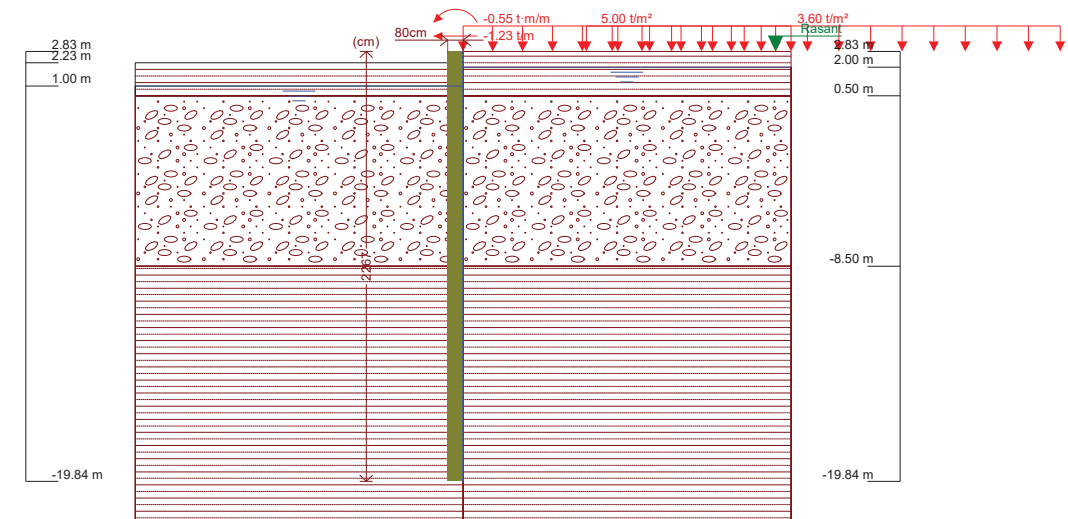 -0.55 t·m/m
5.00 t/m²
3.60 t/m²
80cm
-1.23 t/m
Rasant
(cm)
2.83 m
2.83 m
2.23 m
2.00 m
1.00 m
0.50 m
2267
-8.50 m
-19.84 m
-19.84 m